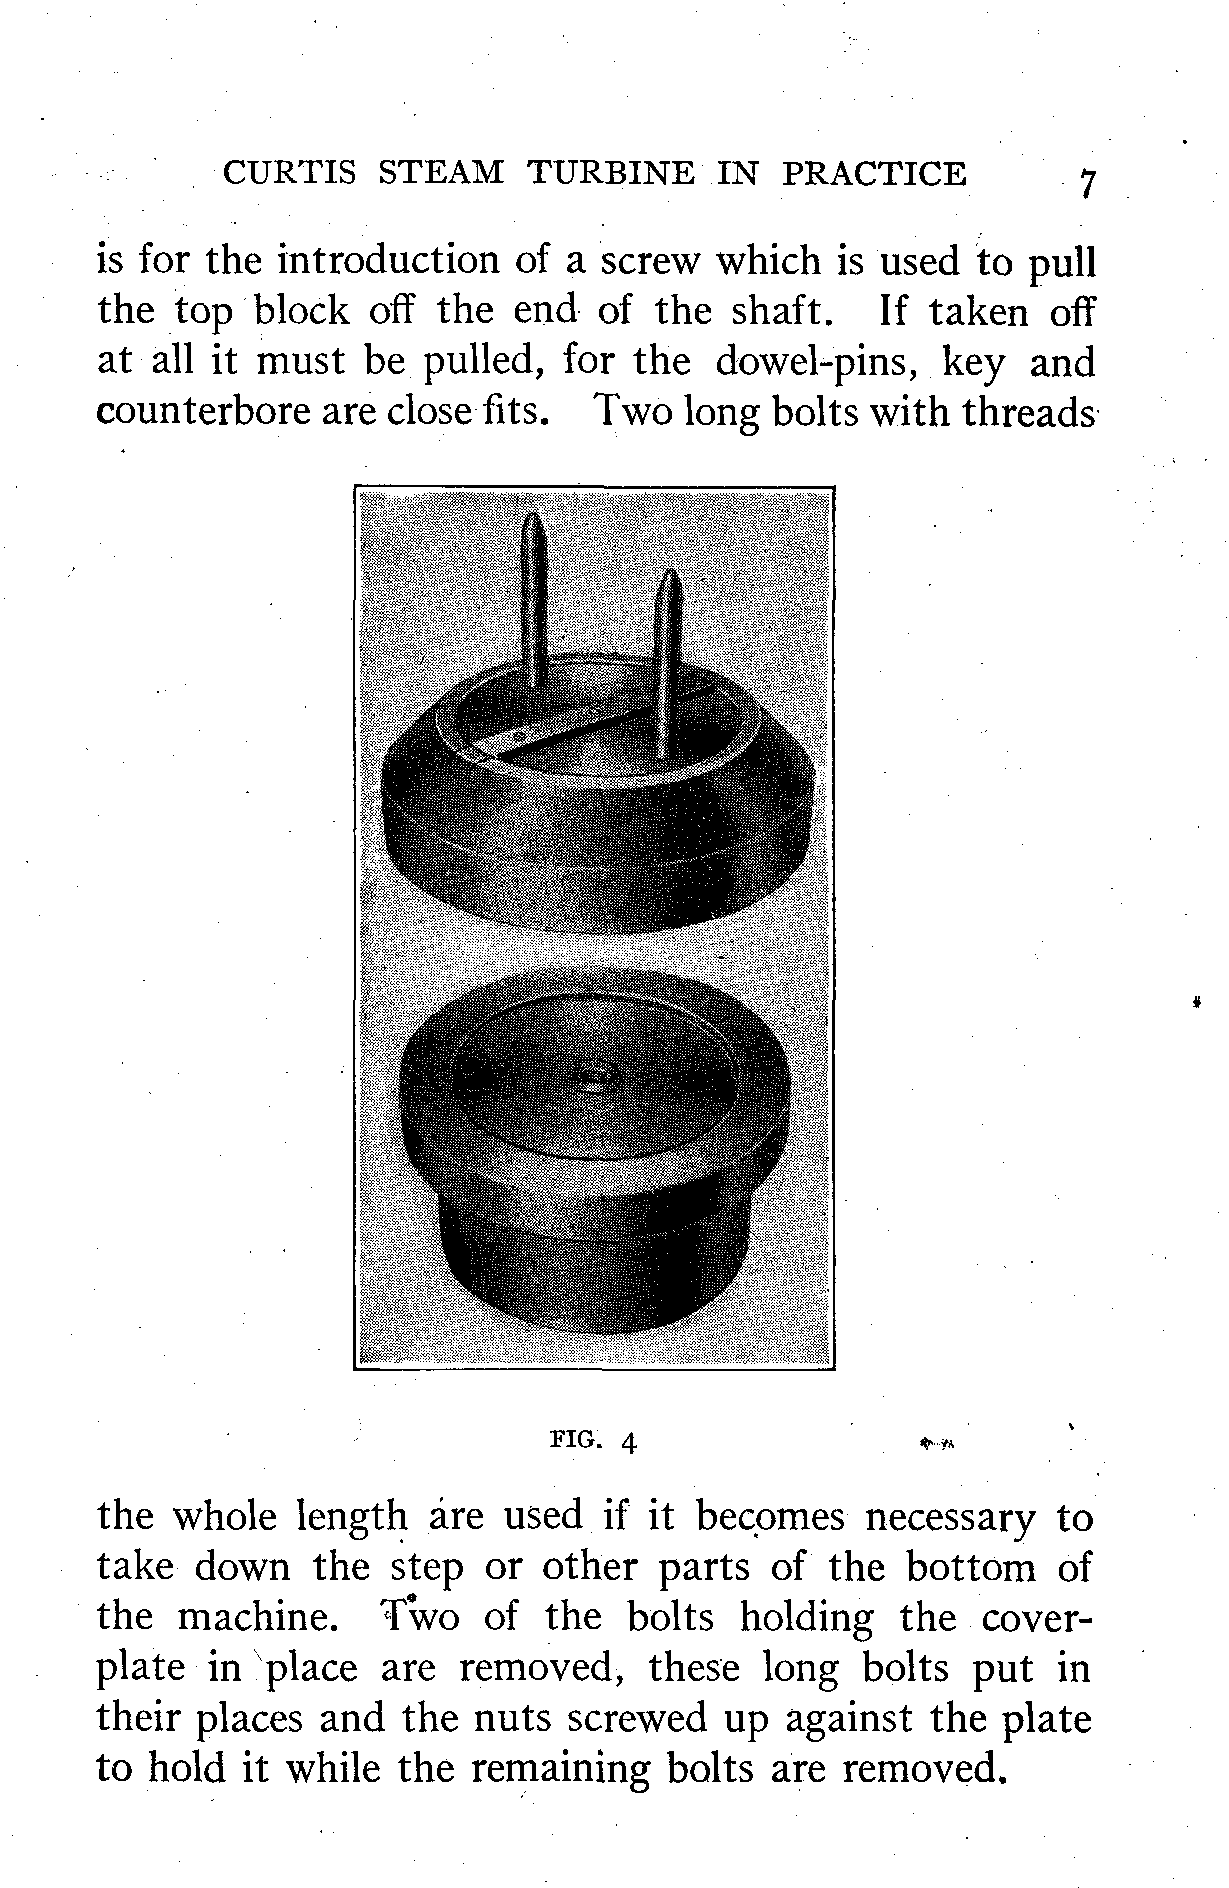 CURTIS STEAM TURBINE IN PRACTICE 7
is for the introduction of a screw which is used to pull
the top block off the end of the shaft. If taken off
at all it must be pulled, for the dowel-pins, key and
counterbore are close fits. Two long bolts with threads
FIG. 4
the whole length are used if it becomes necessary to
take down the step or other parts of the bottom of
the machine. Two of the bolts holding the cover-
plate in place are removed, these long bolts put in
their places and the nuts screwed up against the plate
to hold it while the remaining bolts are removed.